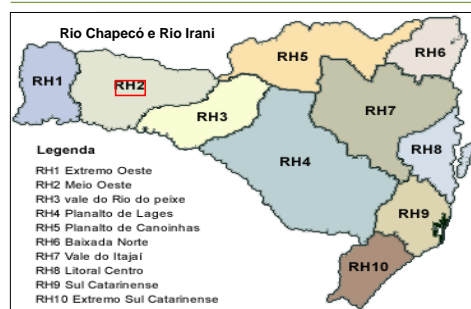 Rio Chapecó e Rio Irani
RH5
RH6
RH1
RH2
RH7
RH3
RH8
RH4
RH9
RH10
Legenda
RH1 Extremo Oeste
RH2 Meio Oeste
RH3 vale do Rio do peixe
RH4 Planalto de Lages
RH5 Planalto de Canoinhas
RH6 Baixada Norte
RH7 Vale do Itajaí
RH8 Litoral Centro
RH9 Sul Catarinense
RH10 Extremo Sul Catarinense